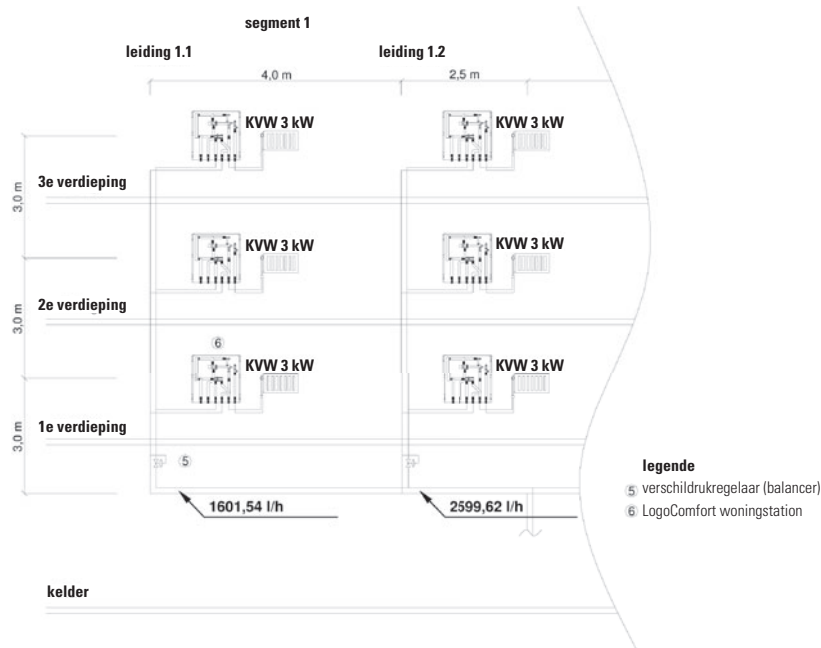 segment 1
leiding 1.1
leiding 1.2
4,0 m
2,5 m
KVW 3 kW
KVW 3 kW
3,0 m
3e verdieping
KVW 3 kW
KVW 3 kW
3,0 m
2e verdieping
6
KVW 3 kW
KVW 3 kW
3,0 m
1e verdieping
5
1601,54 l/h
2599,62 l/h
legende
5 verschildrukregelaar (balancer)
6 LogoComfort woningstation
kelder